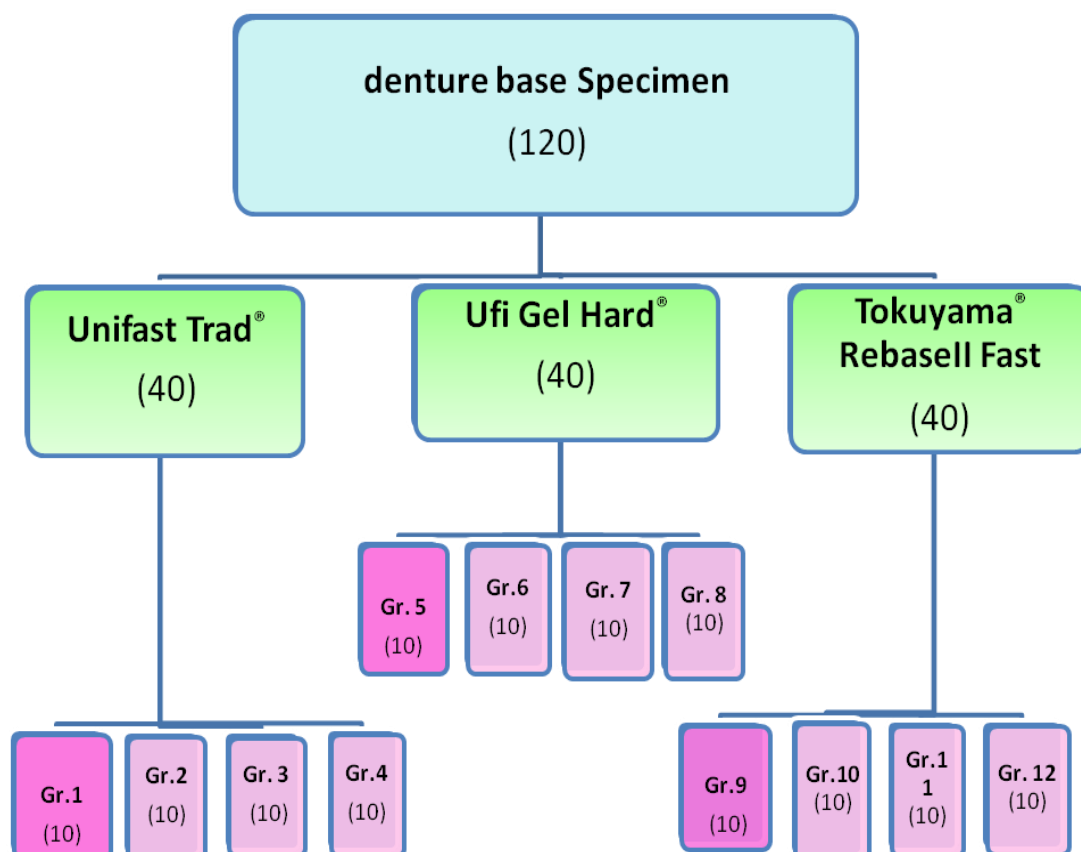 denture base Specimen
(120)
Unifast Trad®
(40)
Ufi Gel Hard®
(40)
Tokuyama®
RebaseII Fast
(40)
Gr. 5
(10)
Gr.6
(10)
Gr. 7
(10)
Gr. 8
(10)
Gr.1
(10)
Gr.2
(10)
Gr. 3
(10)
Gr.4
(10)
Gr.9
(10)
Gr.10
(10)
Gr.1
1
(10)
Gr. 12
(10)